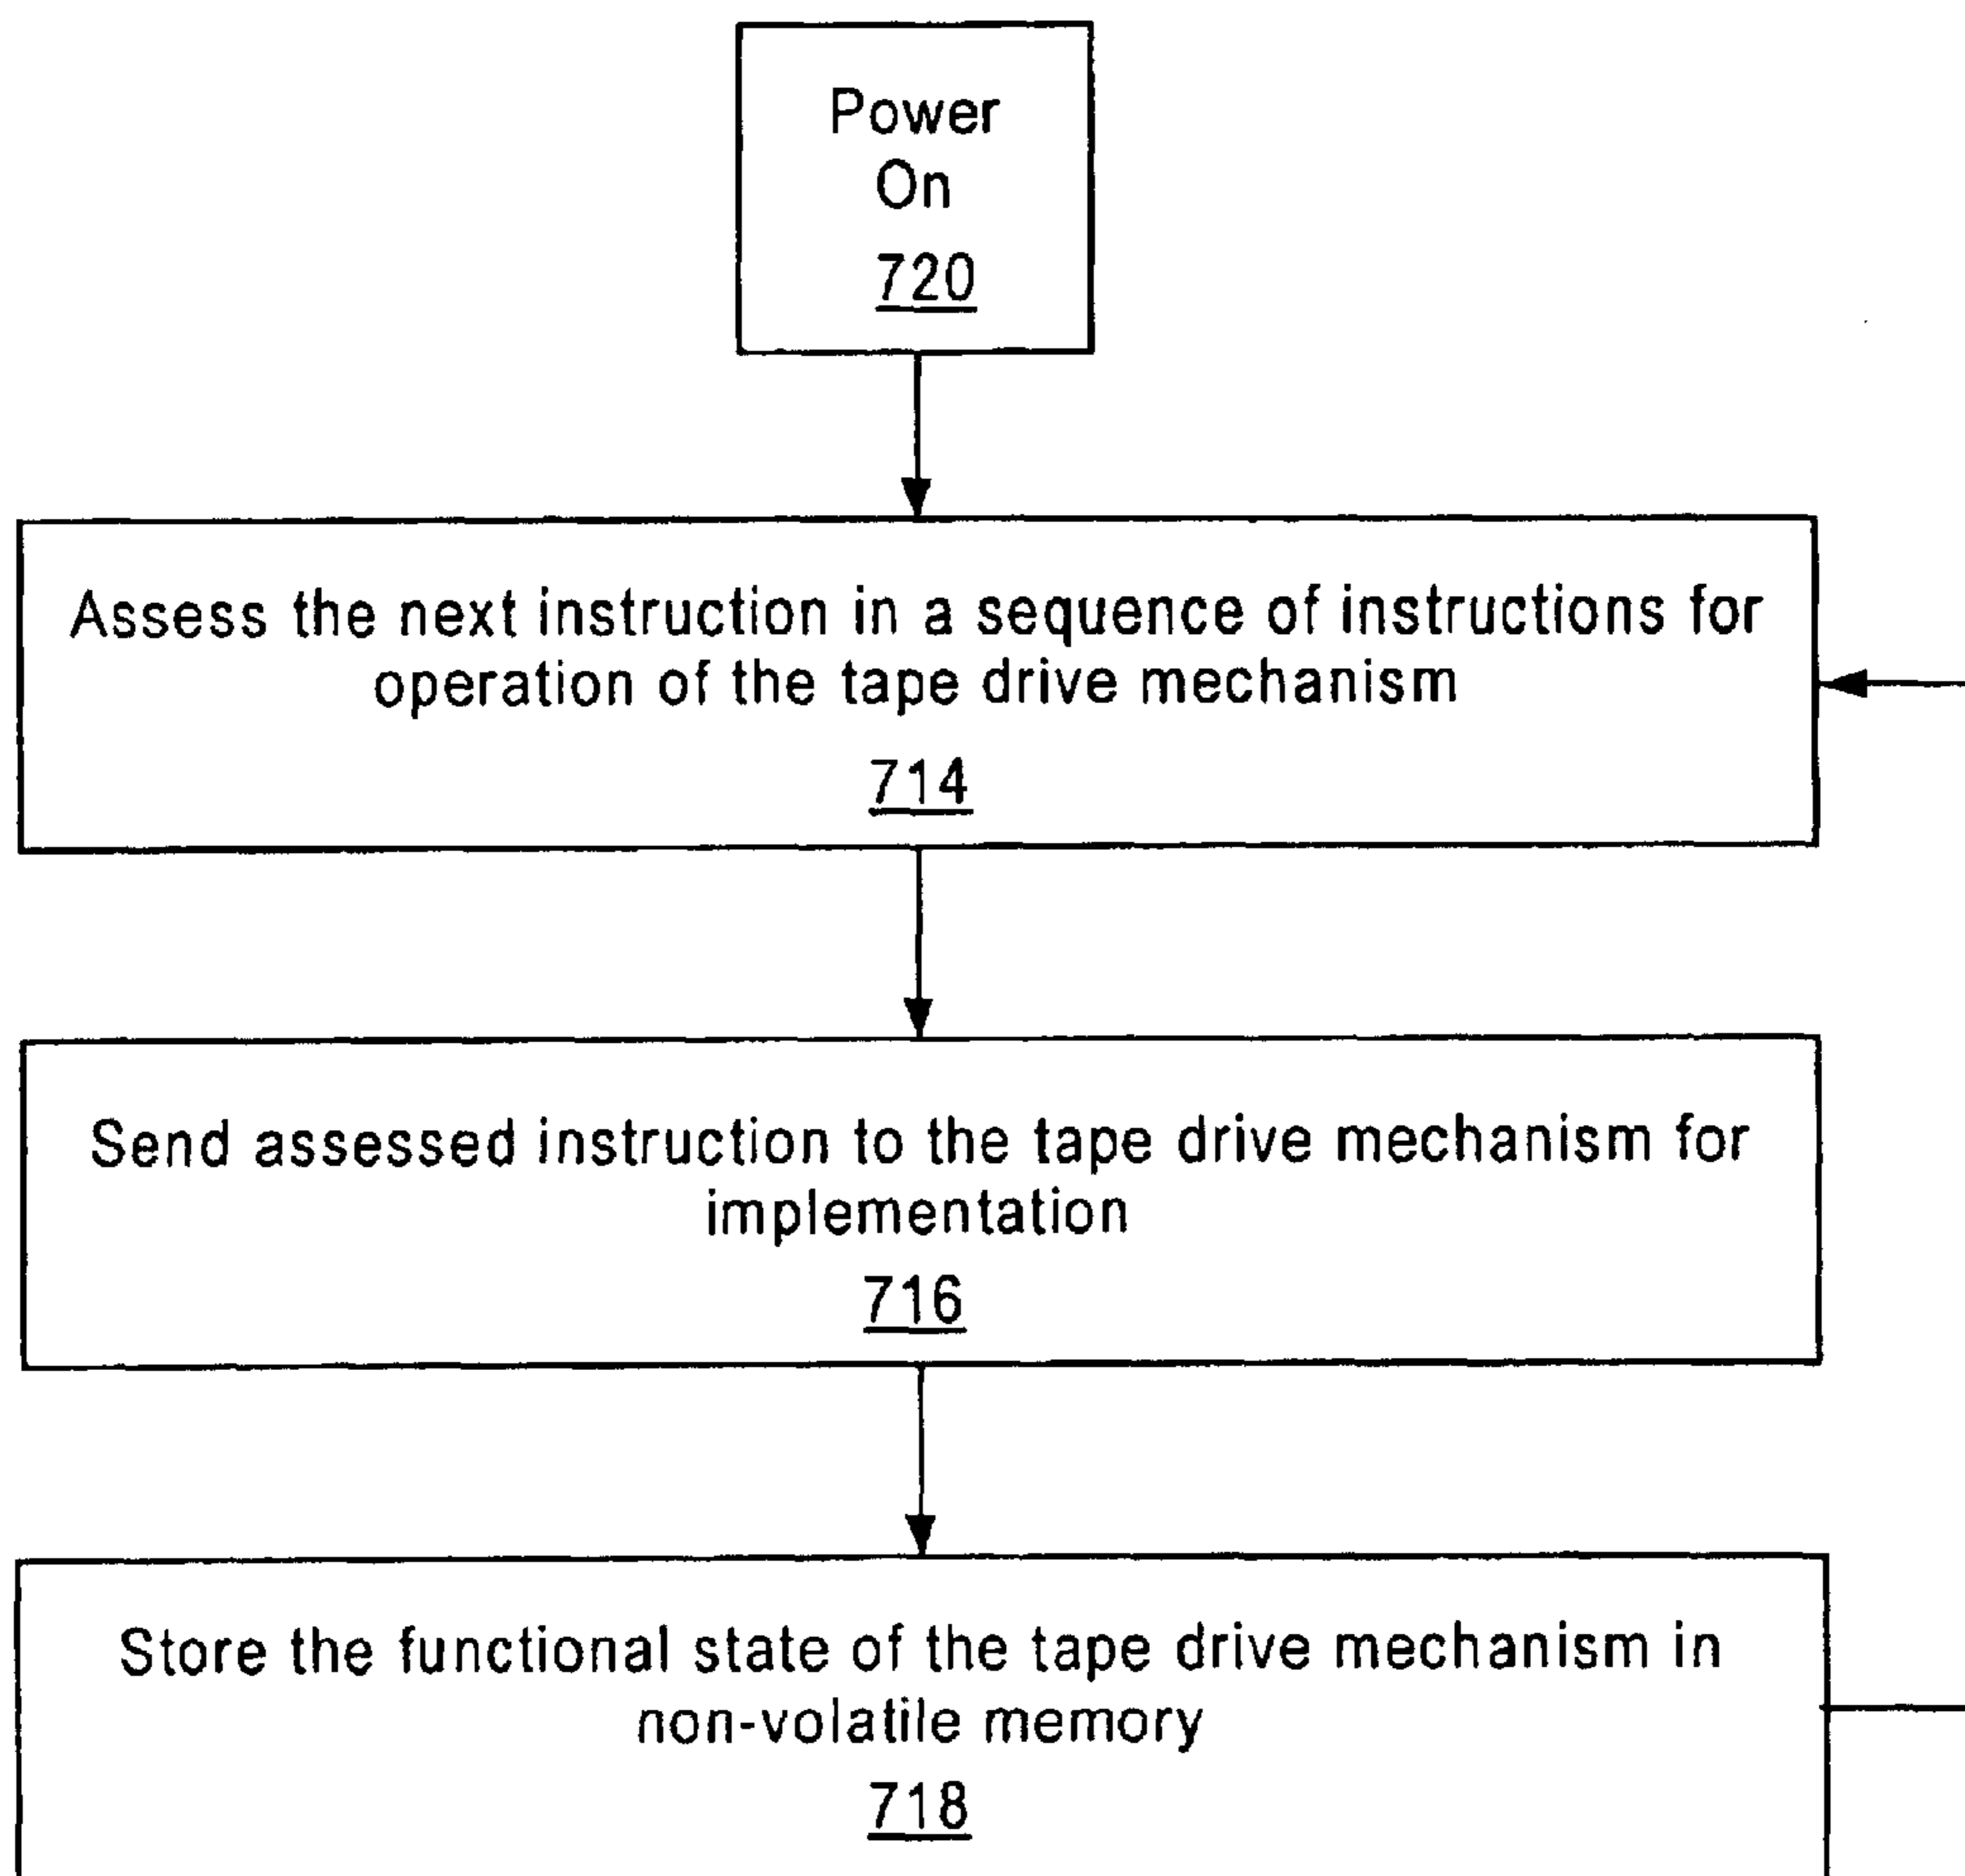 Power
On
720
Assess the next instruction in a sequence of instructions for
operation of the tape drive mechanism
714
Send assessed instruction to the tape drive mechanism for
implementation
716
Store the functional state of the tape drive mechanism in
non-volatile memory
718